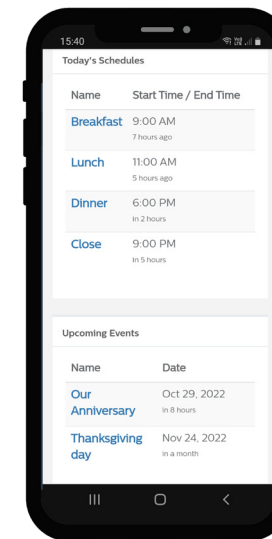 15:40
Today's Schedules
Name Start Time / End Time
Breakfast 9:00 AM
7 hours ago
Lunch 11:00 AM
5 hours ago
Dinner 6:00 PM
in 2 hours
Close 9:00 PM
in 5 hours
Upcoming Events
Name Date
Our Oct 29, 2022
Anniversary in 8 hours
Thanksgiving Nov 24, 2022
day in a month